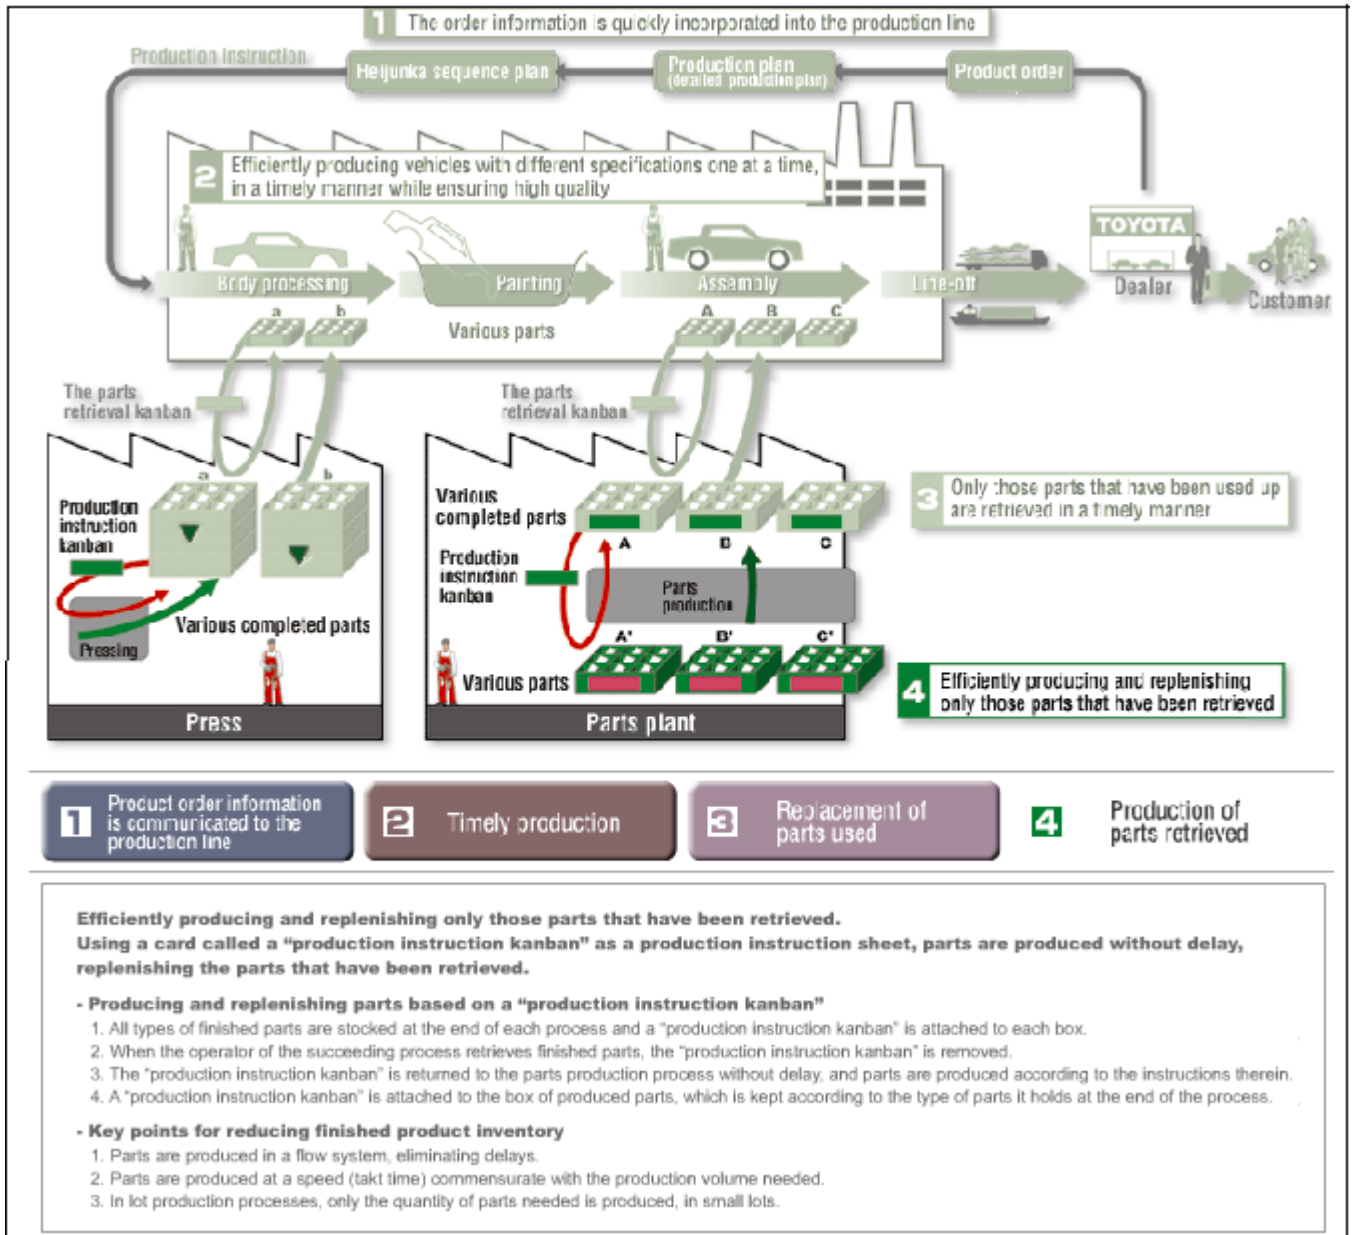 1 The order information is quickly incorporated into the production line
Production instruction
Heijunka sequence plan
Production plan
(detailed production plan)
Product order
2 Efficiently producing vehicles with different specifications one at a time,
in a timely manner while ensuring high quality
TOYOTA
Body processing
Painting
Assembly
Line-off
Dealer
Customer
a b
Various parts
A B C
The parts
retrieval kanban
The parts
retrieval kanban
a b
Production
instruction
kanban
Pressing
Various completed parts
Press
Various
completed parts
A B C
Production
instruction
kanban
Parts
production
A' B' C'
Various parts
Parts plant
3 Only those parts that have been used up
are retrieved in a timely manner
4 Efficiently producing and replenishing
only those parts that have been retrieved
1 Product order information
is communicated to the
production line
2 Timely production
3 Replacement of
parts used
4 Production of
parts retrieved
Efficiently producing and replenishing only those parts that have been retrieved.
Using a card called a “production instruction kanban” as a production instruction sheet, parts are produced without delay,
replenishing the parts that have been retrieved.
- Producing and replenishing parts based on a “production instruction kanban”
1. All types of finished parts are stocked at the end of each process and a “production instruction kanban” is attached to each box.
2. When the operator of the succeeding process retrieves finished parts, the “production instruction kanban” is removed.
3. The “production instruction kanban” is returned to the parts production process without delay, and parts are produced according to the instructions therein.
4. A “production instruction kanban” is attached to the box of produced parts, which is kept according to the type of parts it holds at the end of the process.
- Key points for reducing finished product inventory
1. Parts are produced in a flow system, eliminating delays.
2. Parts are produced at a speed (takt time) commensurate with the production volume needed.
3. In lot production processes, only the quantity of parts needed is produced, in small lots.